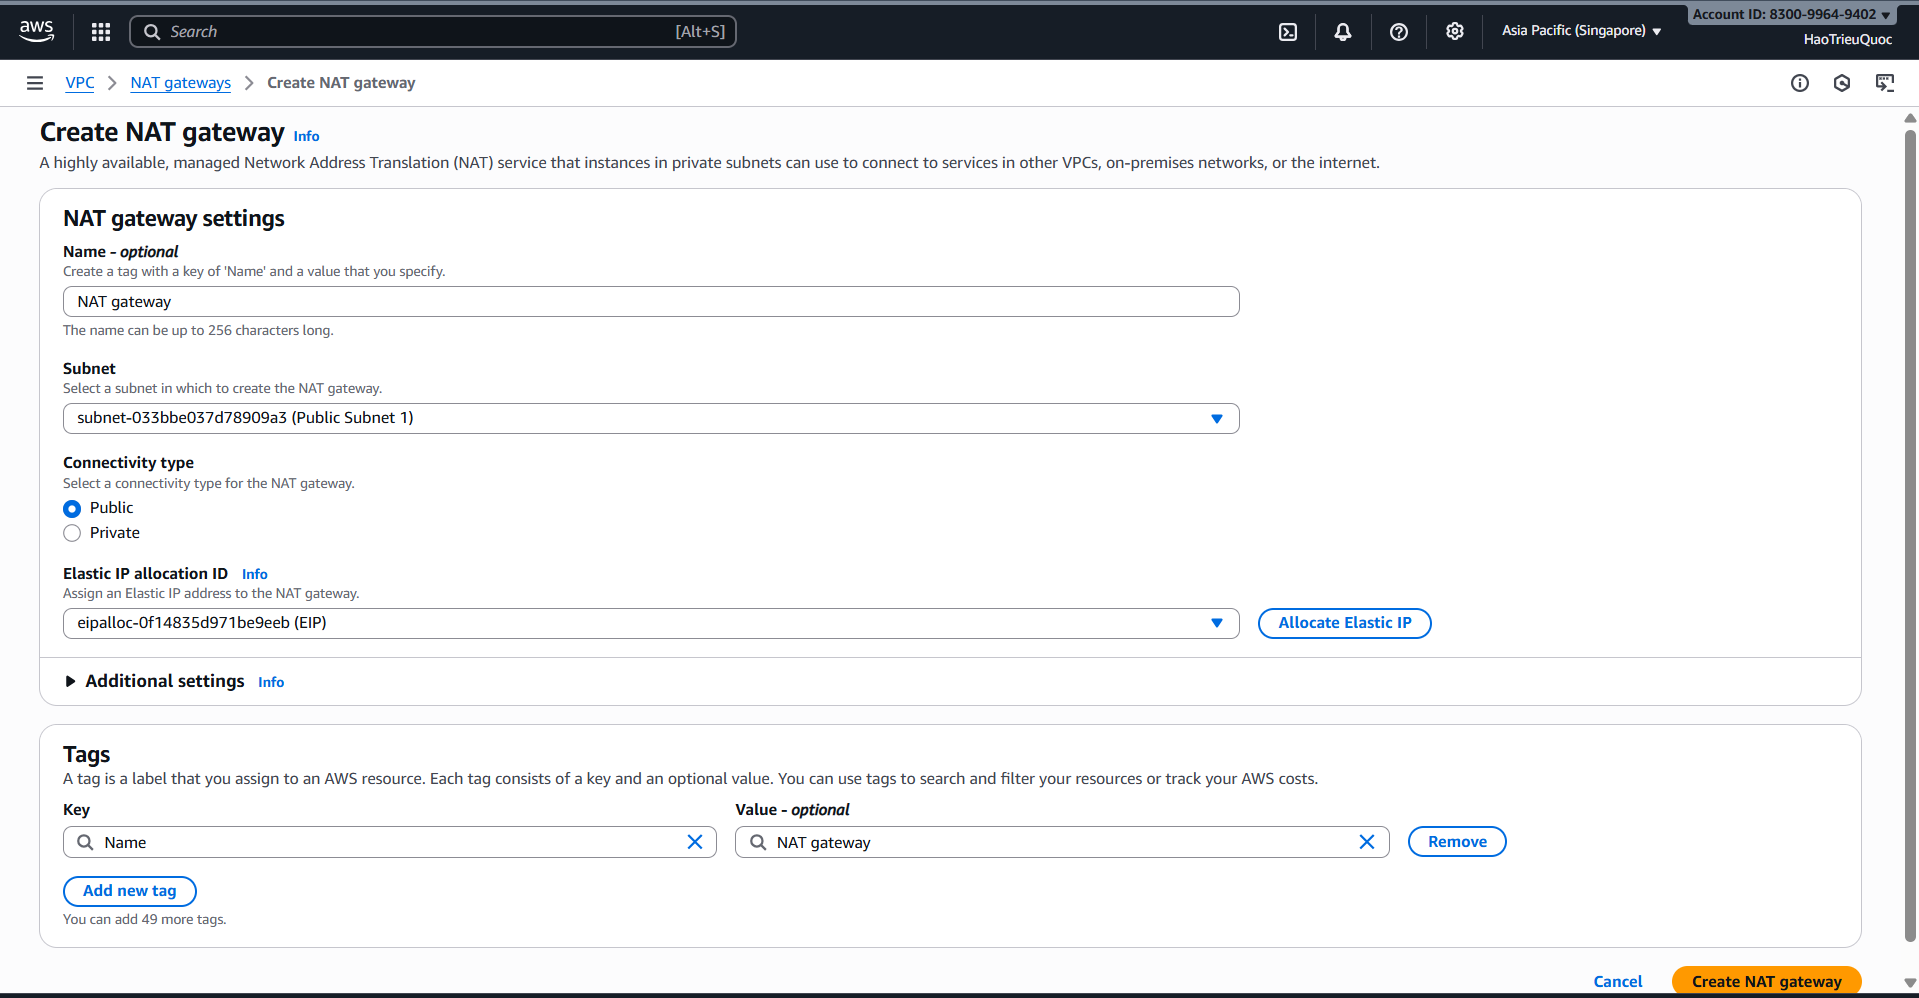 aws
Search [Alt+S]
Asia Pacific (Singapore)
Account ID: 8300-9964-9402
HaoTrieuQuoc
VPC NAT gateways Create NAT gateway
Create NAT gateway Info
A highly available, managed Network Address Translation (NAT) service that instances in private subnets can use to connect to services in other VPCs, on-premises networks, or the internet.
NAT gateway settings
Name - optional
Create a tag with a key of 'Name' and a value that you specify.
NAT gateway
The name can be up to 256 characters long.
Subnet
Select a subnet in which to create the NAT gateway.
subnet-033bbe037d78909a3 (Public Subnet 1)
Connectivity type
Select a connectivity type for the NAT gateway.
Public
Private
Elastic IP allocation ID Info
Assign an Elastic IP address to the NAT gateway.
eipalloc-0f14835d971be9eeb (EIP)
Allocate Elastic IP
Additional settings Info
Tags
A tag is a label that you assign to an AWS resource. Each tag consists of a key and an optional value. You can use tags to search and filter your resources or track your AWS costs.
Key Value - optional
Name NAT gateway Remove
Add new tag
You can add 49 more tags.
Cancel Create NAT gateway